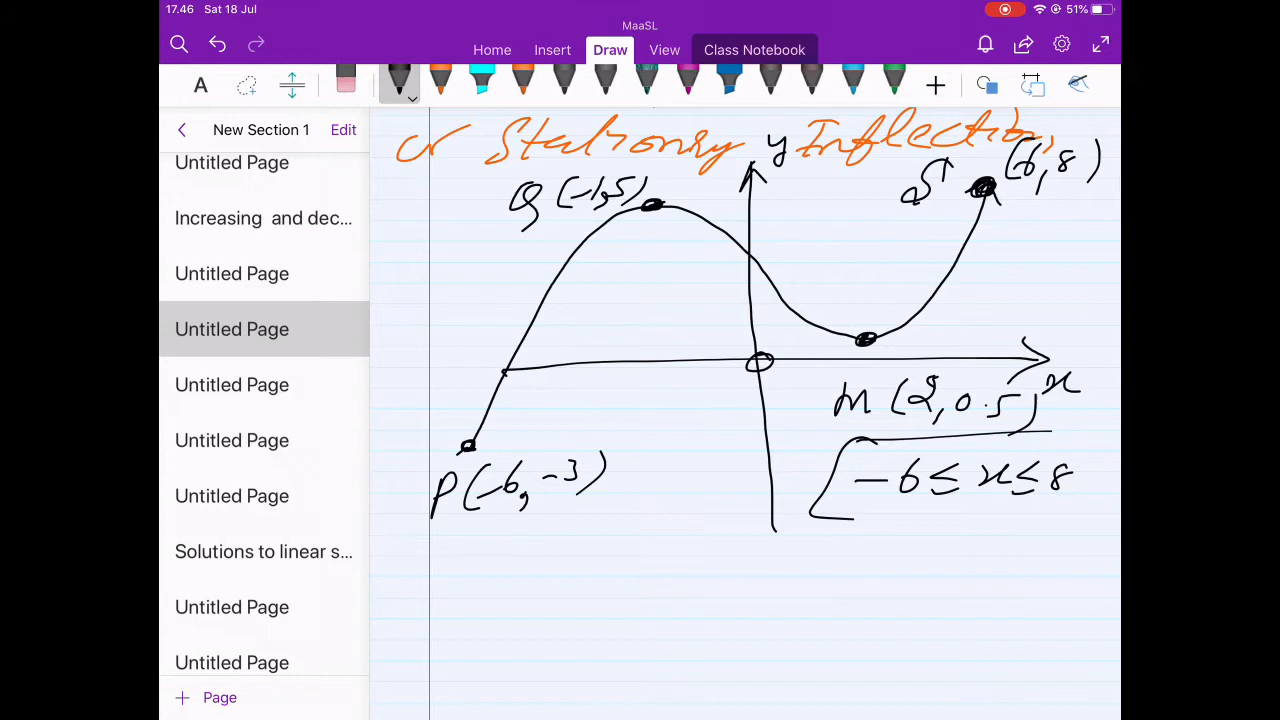 17.46 Sat 18 Jul
51%
MaaSL
Home Insert Draw View Class Notebook
A
New Section 1 Edit
Untitled Page
Increasing and dec...
Untitled Page
Untitled Page
Untitled Page
Untitled Page
Untitled Page
Solutions to linear s...
Untitled Page
Untitled Page
+ Page
or Stationary Inflection
y
Q (-1,5)
S (6,8)
M (2, 0.5)
x
P(-6, -3)
-6 ≤ x ≤ 8